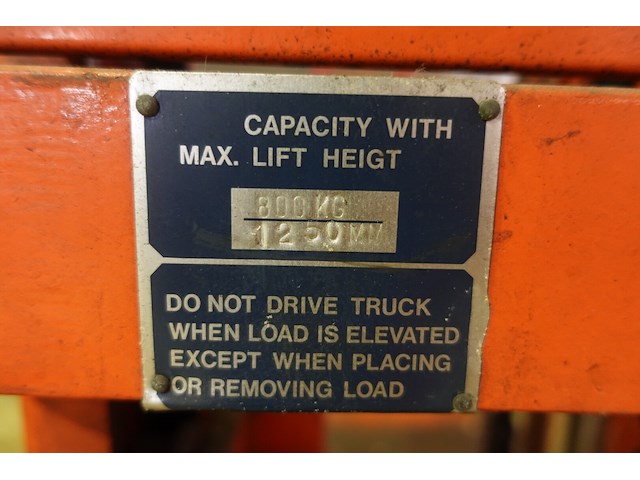 CAPACITY WITH
MAX. LIFT HEIGT
800 KG
1250 MM
DO NOT DRIVE TRUCK
WHEN LOAD IS ELEVATED
EXCEPT WHEN PLACING
OR REMOVING LOAD